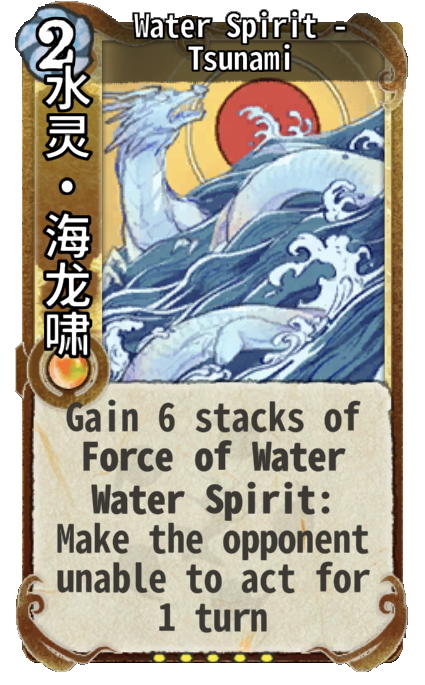 2
Water Spirit -
Tsunami
水灵・海龙啸
Gain 6 stacks of
Force of Water
Water Spirit:
Make the opponent
unable to act for
1 turn